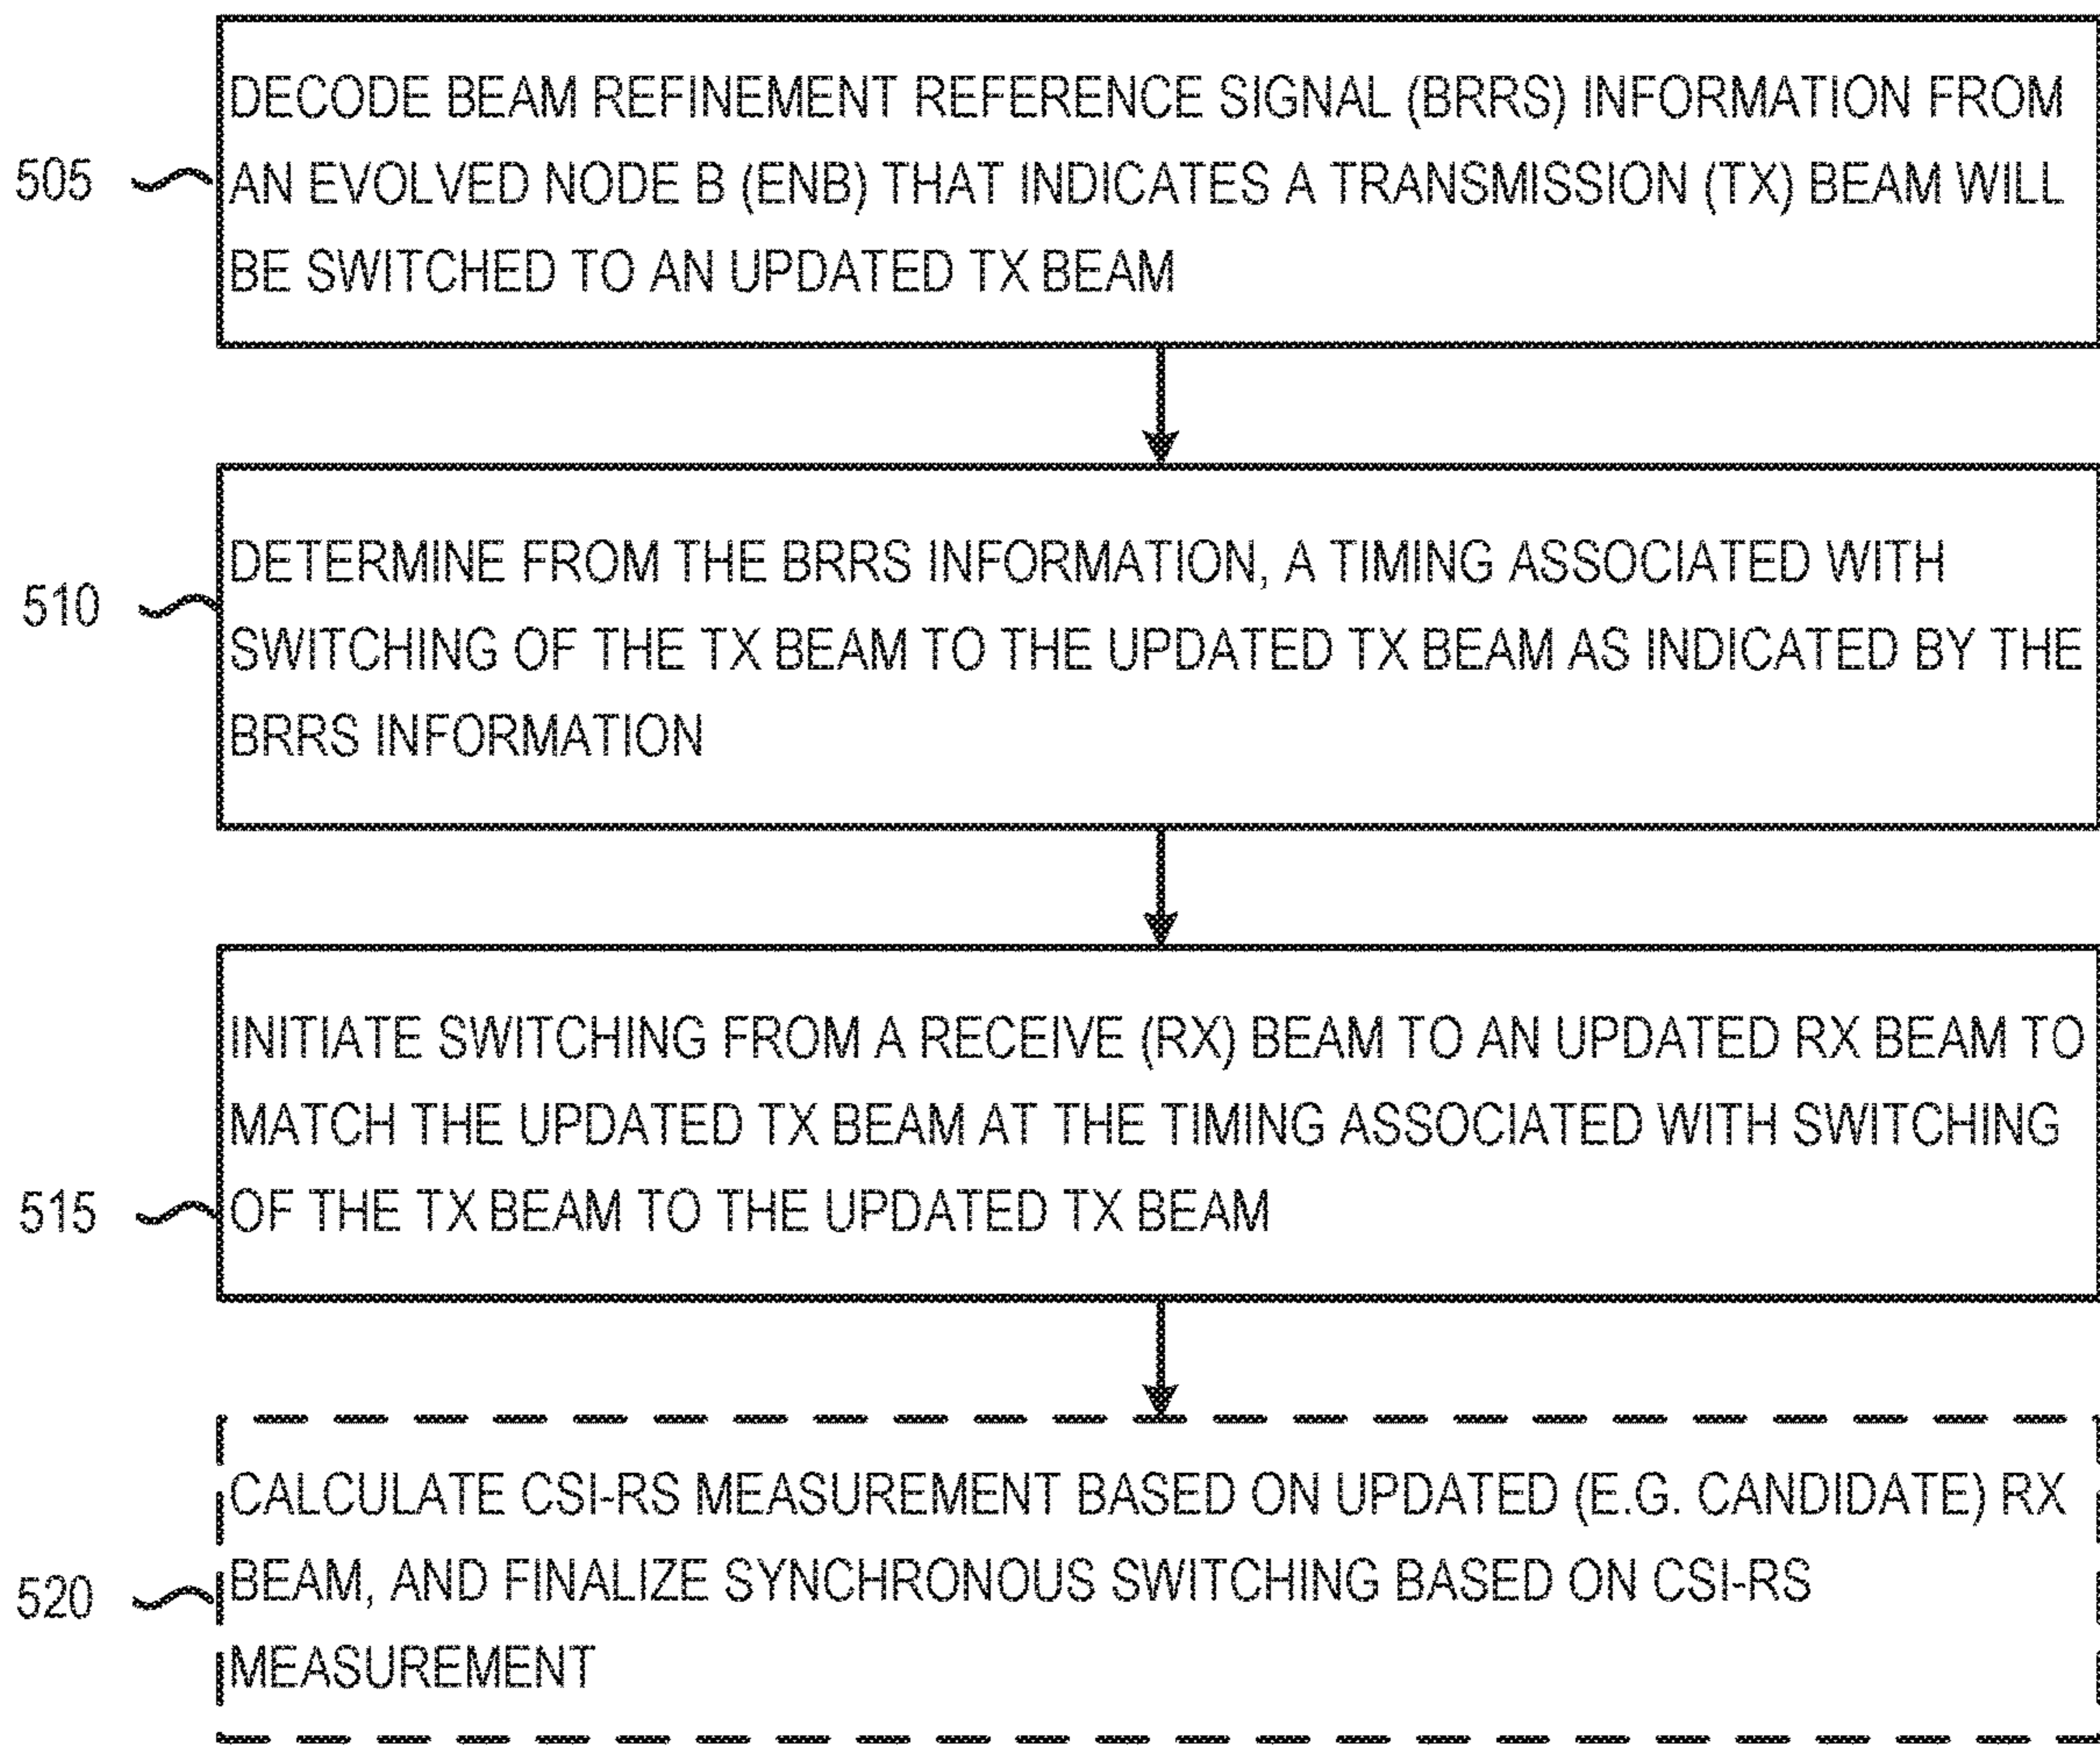 DECODE BEAM REFINEMENT REFERENCE SIGNAL (BRRS) INFORMATION FROM
505
AN EVOLVED NODE B (ENB) THAT INDICATES A TRANSMISSION (TX) BEAM WILL
BE SWITCHED TO AN UPDATED TX BEAM
DETERMINE FROM THE BRRS INFORMATION, A TIMING ASSOCIATED WITH
510
SWITCHING OF THE TX BEAM TO THE UPDATED TX BEAM AS INDICATED BY THE
BRRS INFORMATION
INITIATE SWITCHING FROM A RECEIVE (RX) BEAM TO AN UPDATED RX BEAM TO
MATCH THE UPDATED TX BEAM AT THE TIMING ASSOCIATED WITH SWITCHING
515
OF THE TX BEAM TO THE UPDATED TX BEAM
CALCULATE CSI-RS MEASUREMENT BASED ON UPDATED (E.G. CANDIDATE) RX
520
BEAM, AND FINALIZE SYNCHRONOUS SWITCHING BASED ON CSI-RS
MEASUREMENT